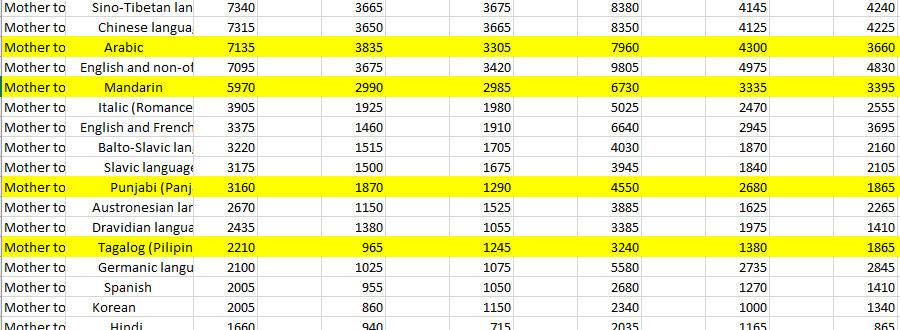 Mother to Sino-Tibetan lan 7340 3665 3675 8380 4145 4240
Mother to Chinese langua 7315 3650 3665 8350 4125 4225
Mother to Arabic 7135 3835 3305 7960 4300 3660
Mother to English and non-of 7095 3675 3420 9805 4975 4830
Mother to Mandarin 5970 2990 2985 6730 3335 3395
Mother to Italic (Romance 3905 1925 1980 5025 2470 2555
Mother to English and French 3375 1460 1910 6640 2945 3695
Mother to Balto-Slavic lan 3220 1515 1705 4030 1870 2160
Mother to Slavic language 3175 1500 1675 3945 1840 2105
Mother to Punjabi (Panj 3160 1870 1290 4550 2680 1865
Mother to Austronesian lar 2670 1150 1525 3885 1625 2265
Mother to Dravidian langua 2435 1380 1055 3385 1975 1410
Mother to Tagalog (Pilipin 2210 965 1245 3240 1380 1865
Mother to Germanic langu 2100 1025 1075 5580 2735 2845
Mother to Spanish 2005 955 1050 2680 1270 1410
Mother to Korean 2005 860 1150 2340 1000 1340
Mother to Hindi 1660 940 715 2035 1165 865